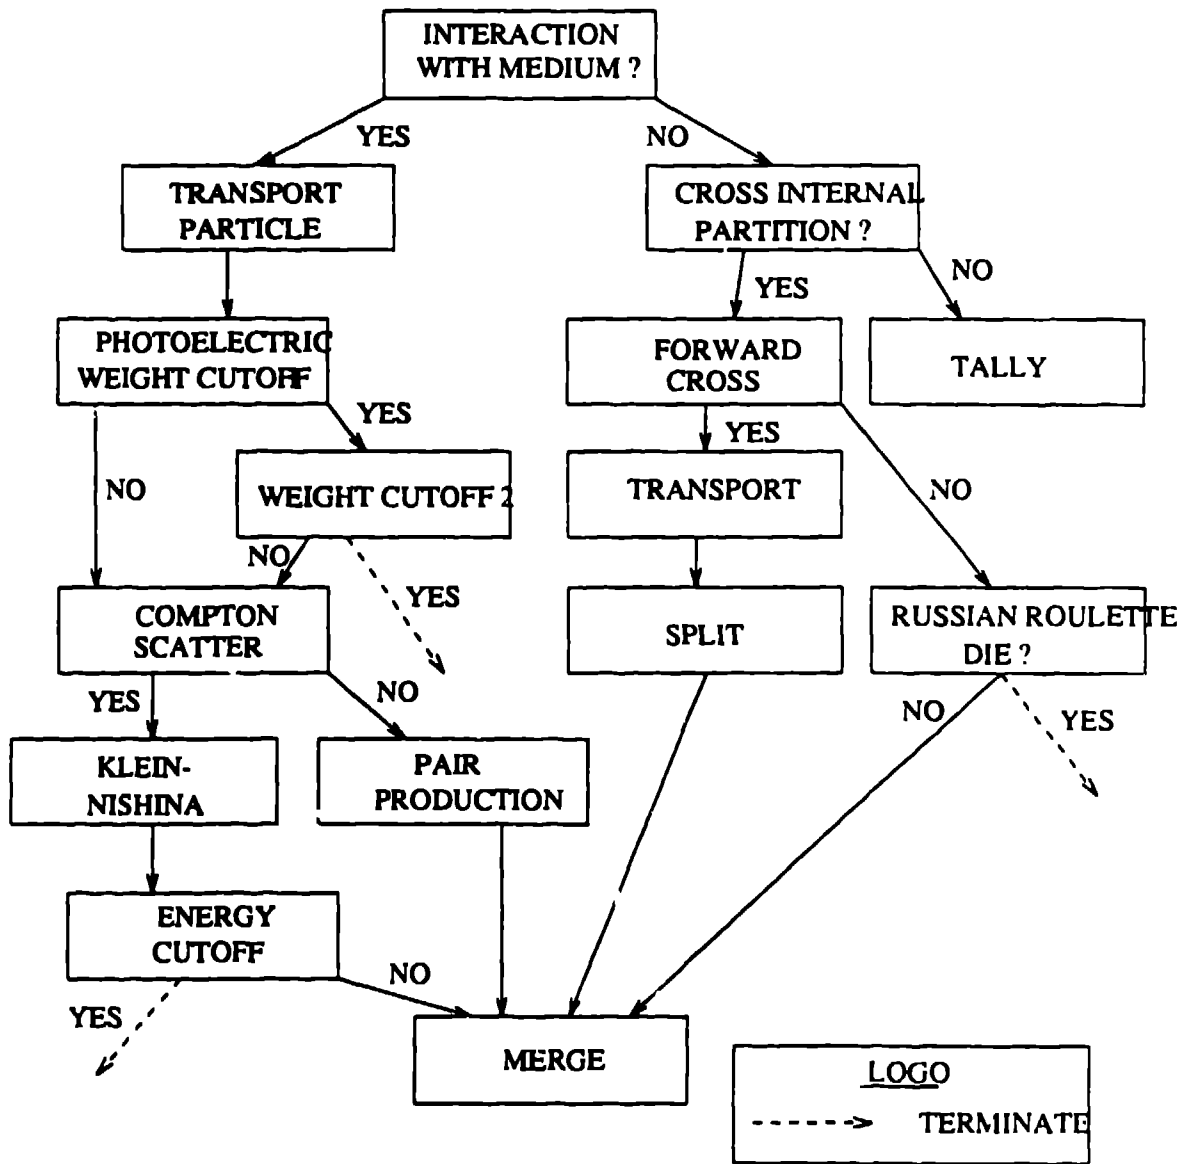 INTERACTION
WITH MEDIUM ?
YES
NO
TRANSPORT
PARTICLE
CROSS INTERNAL
PARTITION ?
YES
NO
PHOTOELECTRIC
WEIGHT CUTOFF
FORWARD
CROSS
TALLY
YES
YES
NO
WEIGHT CUTOFF 2
TRANSPORT
NO
NO
YES
COMPTON
SCATTER
SPLIT
RUSSIAN ROULETTE
DIE ?
YES
NO
NO
YES
KLEIN-
NISHINA
PAIR
PRODUCTION
ENERGY
CUTOFF
NO
YES
MERGE
LOGO
TERMINATE